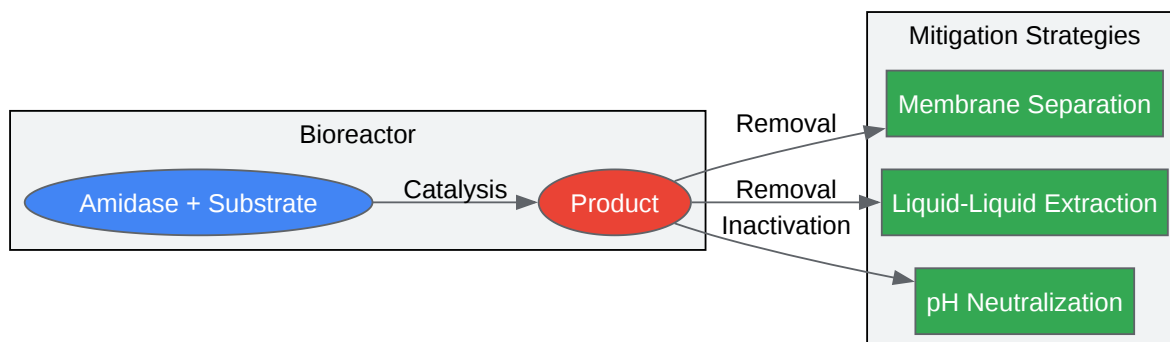 Mitigation Strategies
Membrane Separation
Removal
Bioreactor
Amidase + Substrate
Catalysis
Product
Removal
Liquid-Liquid Extraction
Inactivation
pH Neutralization